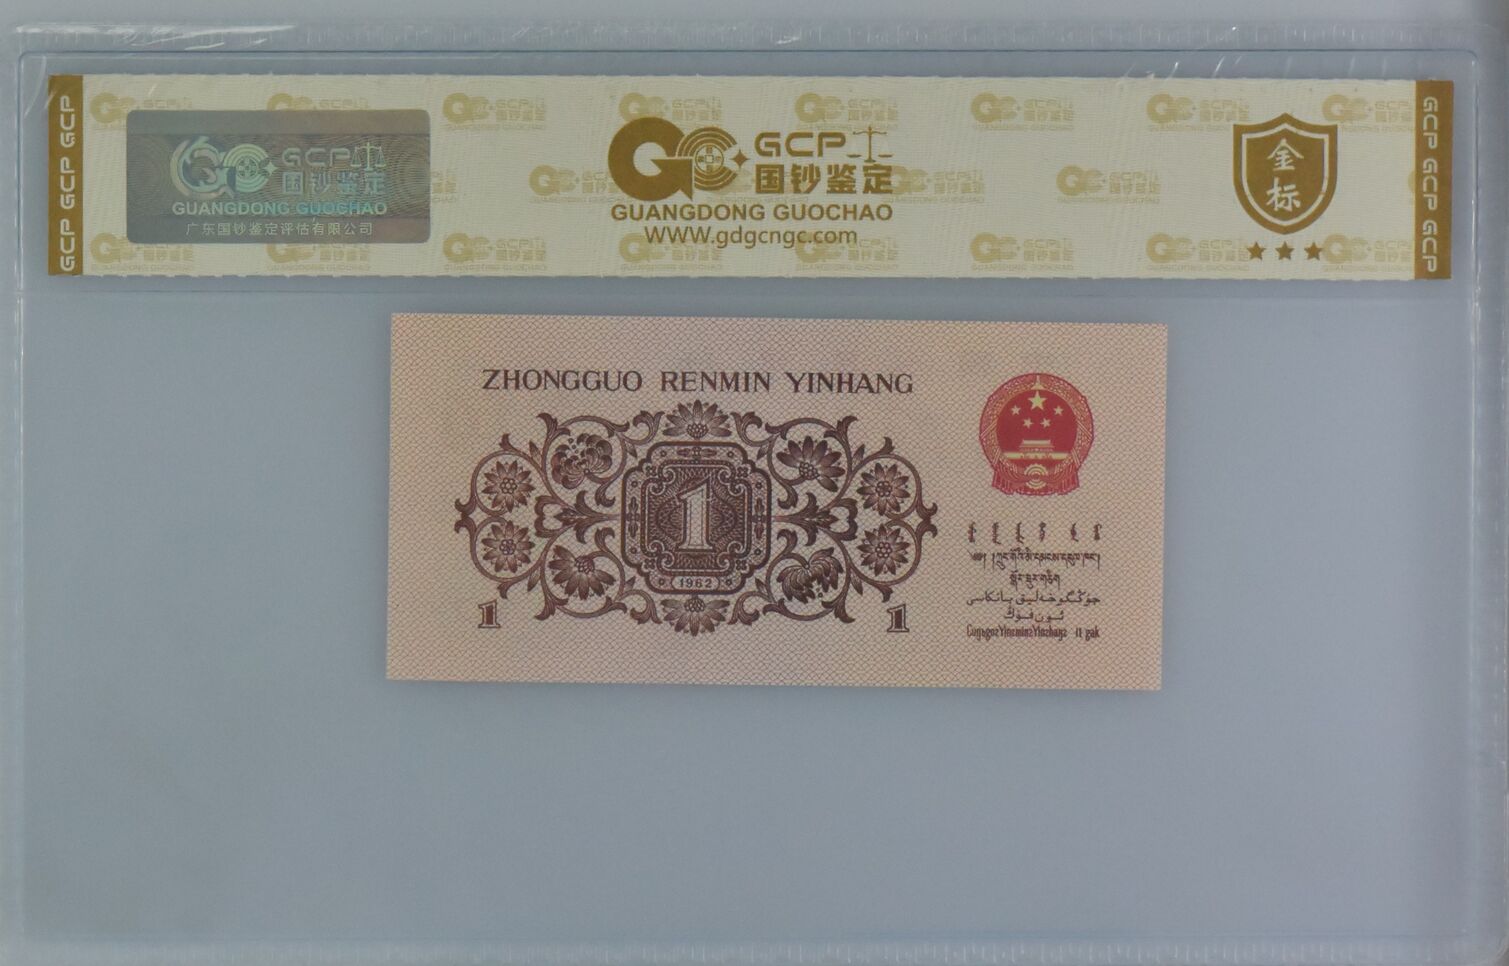 GCP GCP GCP
GCP
国钞鉴定
GUANGDONG GUOCHAO
广东国钞鉴定评估有限公司
GCP
国钞鉴定
GUANGDONG GUOCHAO
WWW.gdgcngc.com
金标
GCP GCP GCP
ZHONGGUO RENMIN YINHANG
1
1962
1
1